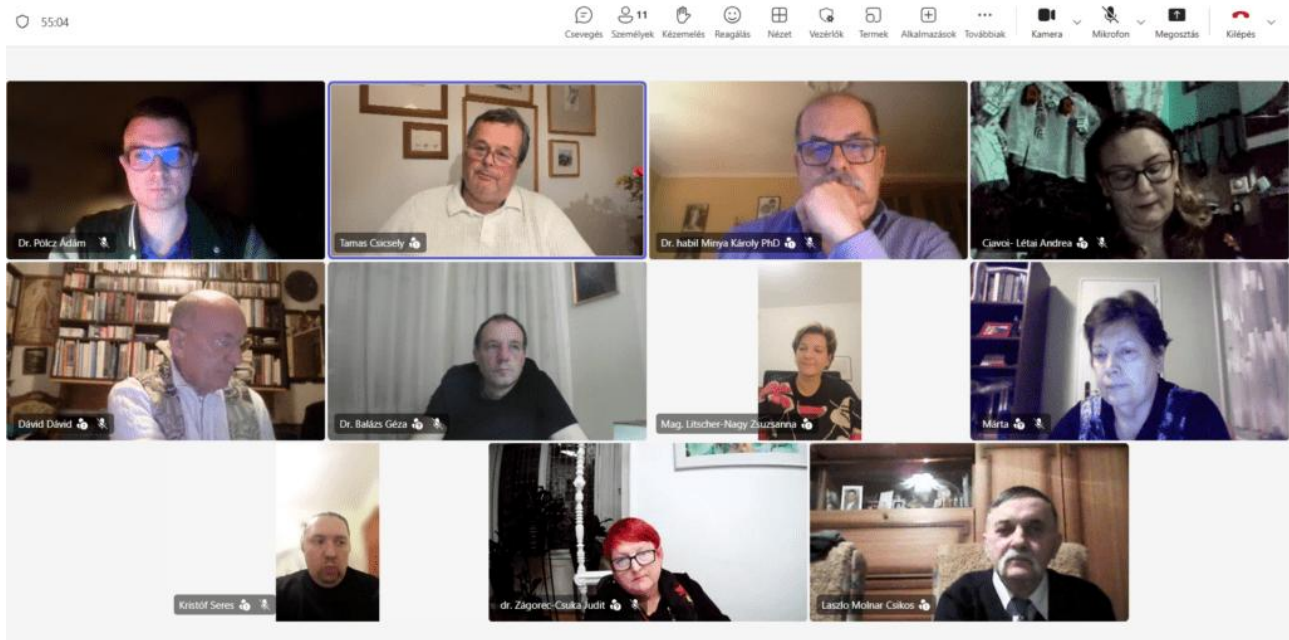 55:04
11
Csevegés Személyek Kézemelés Reagálás Nézet Vezérlők Termek Alkalmazások Továbbiak Kamera Mikrofon Megosztás Kilépés
Dr. Pölcz Ádám
Tamas Csicsely
Dr. habil Minya Károly PhD
Ciavoi- Létai Andrea
Dávid Dávid
Dr. Balázs Géza
Mag. Litscher-Nagy Zsuzsanna
Márta
Kristóf Seres
dr. Zágorec-Csuka Judit
Laszlo Molnar Csikos